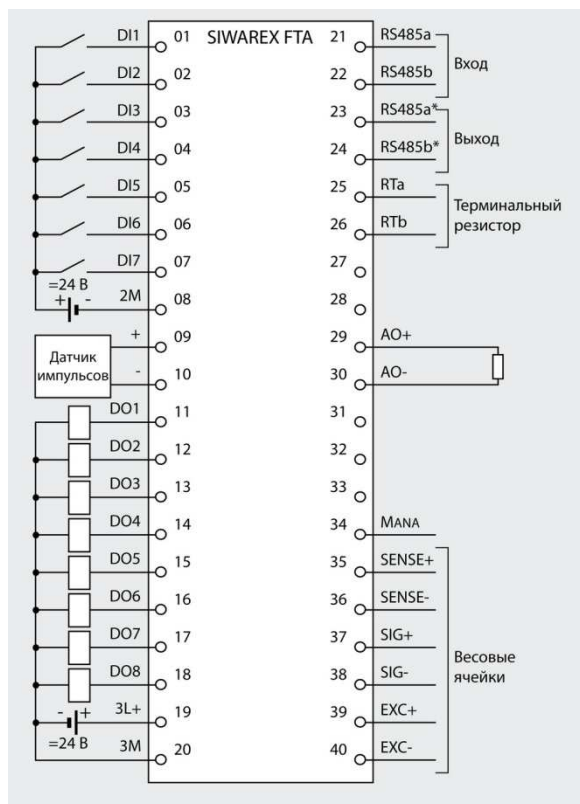 SIWAREX FTA
DI1 01
DI2 02
DI3 03
DI4 04
DI5 05
DI6 06
DI7 07
=24 В
+ - 2M 08
+ 09
Датчик
импульсов
- 10
DO1 11
DO2 12
DO3 13
DO4 14
DO5 15
DO6 16
DO7 17
DO8 18
- + 3L+ 19
=24 В
3M 20
21 RS485a
22 RS485b
Вход
23 RS485a*
24 RS485b*
Выход
25 RTa
26 RTb
Терминальный
резистор
27
28
29 AO+
30 AO-
31
32
33
34 MANA
35 SENSE+
36 SENSE-
37 SIG+
38 SIG-
39 EXC+
40 EXC-
Весовые
ячейки